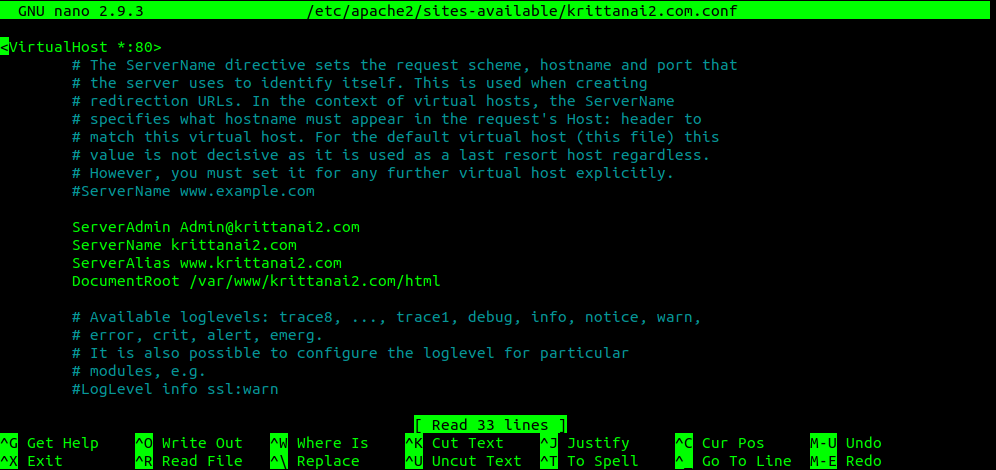 GNU nano 2.9.3 /etc/apache2/sites-available/krittanai2.com.conf
<VirtualHost *:80>
# The ServerName directive sets the request scheme, hostname and port that
# the server uses to identify itself. This is used when creating
# redirection URLs. In the context of virtual hosts, the ServerName
# specifies what hostname must appear in the request's Host: header to
# match this virtual host. For the default virtual host (this file) this
# value is not decisive as it is used as a last resort host regardless.
# However, you must set it for any further virtual host explicitly.
#ServerName www.example.com
ServerAdmin Admin@krittanai2.com
ServerName krittanai2.com
ServerAlias www.krittanai2.com
DocumentRoot /var/www/krittanai2.com/html
# Available loglevels: trace8, ..., trace1, debug, info, notice, warn,
# error, crit, alert, emerg.
# It is also possible to configure the loglevel for particular
# modules, e.g.
#LogLevel info ssl:warn
[ Read 33 lines ]
^G Get Help ^O Write Out ^W Where Is ^K Cut Text ^J Justify ^C Cur Pos M-U Undo
^X Exit ^R Read File ^\ Replace ^U Uncut Text ^T To Spell ^_ Go To Line M-E Redo